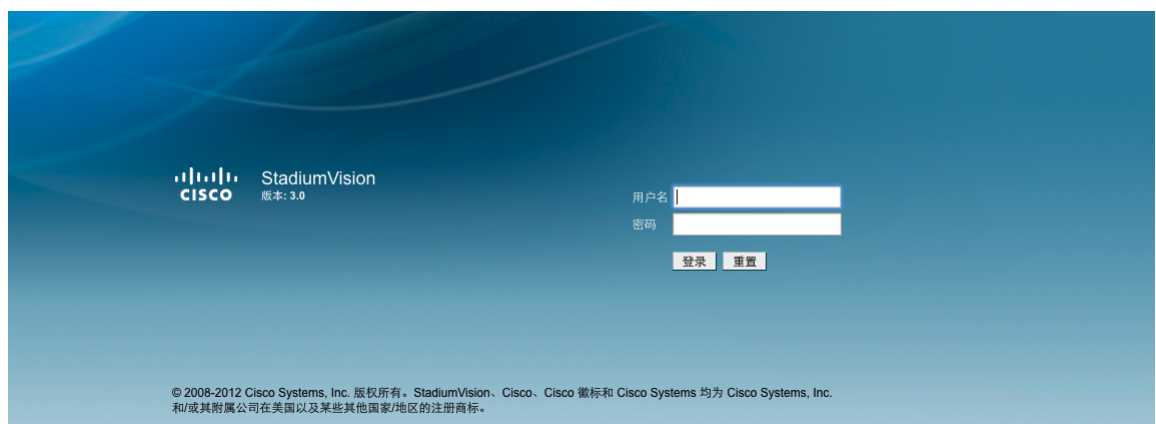 CISCO
StadiumVision
版本: 3.0
用户名
密码
登录 重置
© 2008-2012 Cisco Systems, Inc. 版权所有。StadiumVision、Cisco、Cisco 徽标和 Cisco Systems 均为 Cisco Systems, Inc.
和/或其附属公司在美国以及某些其他国家/地区的注册商标。